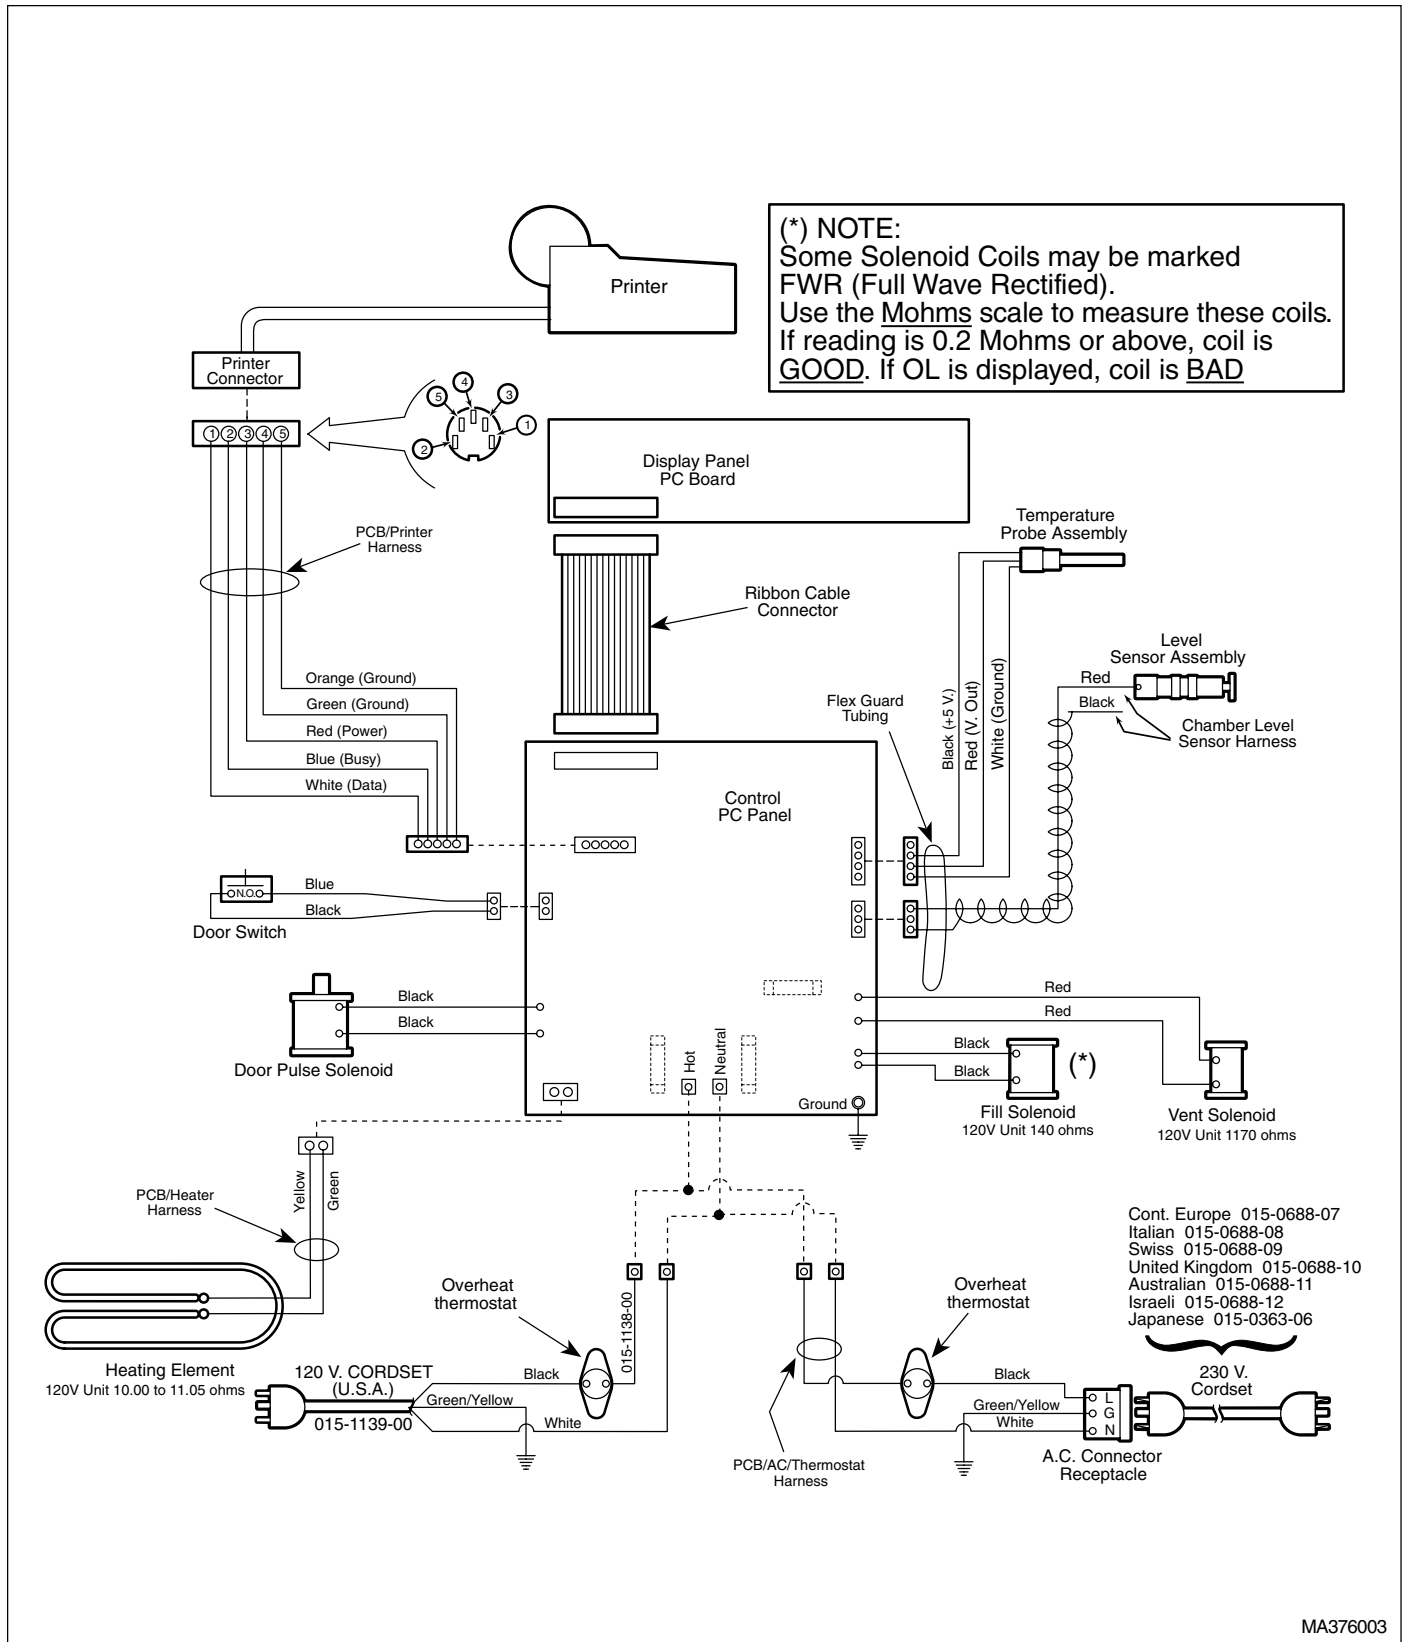 (*) NOTE:
Some Solenoid Coils may be marked
FWR (Full Wave Rectified).
Use the Mohms scale to measure these coils.
If reading is 0.2 Mohms or above, coil is
GOOD. If OL is displayed, coil is BAD
Printer
Printer
Connector
1 2 3 4 5
4
5
3
1
2
Display Panel
PC Board
PCB/Printer
Harness
Temperature
Probe Assembly
Ribbon Cable
Connector
Level
Sensor Assembly
Red
Black
Chamber Level
Sensor Harness
Flex Guard
Tubing
Black (+5 V.)
Red (V. Out)
White (Ground)
Orange (Ground)
Green (Ground)
Red (Power)
Blue (Busy)
White (Data)
Control
PC Panel
N.O.
Blue
Black
Door Switch
Black
Black
Door Pulse Solenoid
Hot
Neutral
Ground
Red
Red
Black
Black
(*)
Fill Solenoid
120V Unit 140 ohms
Vent Solenoid
120V Unit 1170 ohms
Yellow
Green
PCB/Heater
Harness
Heating Element
120V Unit 10.00 to 11.05 ohms
Overheat
thermostat
015-1138-00
120 V. CORDSET
(U.S.A.)
015-1139-00
Black
Green/Yellow
White
Overheat
thermostat
PCB/AC/Thermostat
Harness
Black
Green/Yellow
White
L
G
N
A.C. Connector
Receptacle
Cont. Europe 015-0688-07
Italian 015-0688-08
Swiss 015-0688-09
United Kingdom 015-0688-10
Australian 015-0688-11
Israeli 015-0688-12
Japanese 015-0363-06
230 V.
Cordset
MA376003